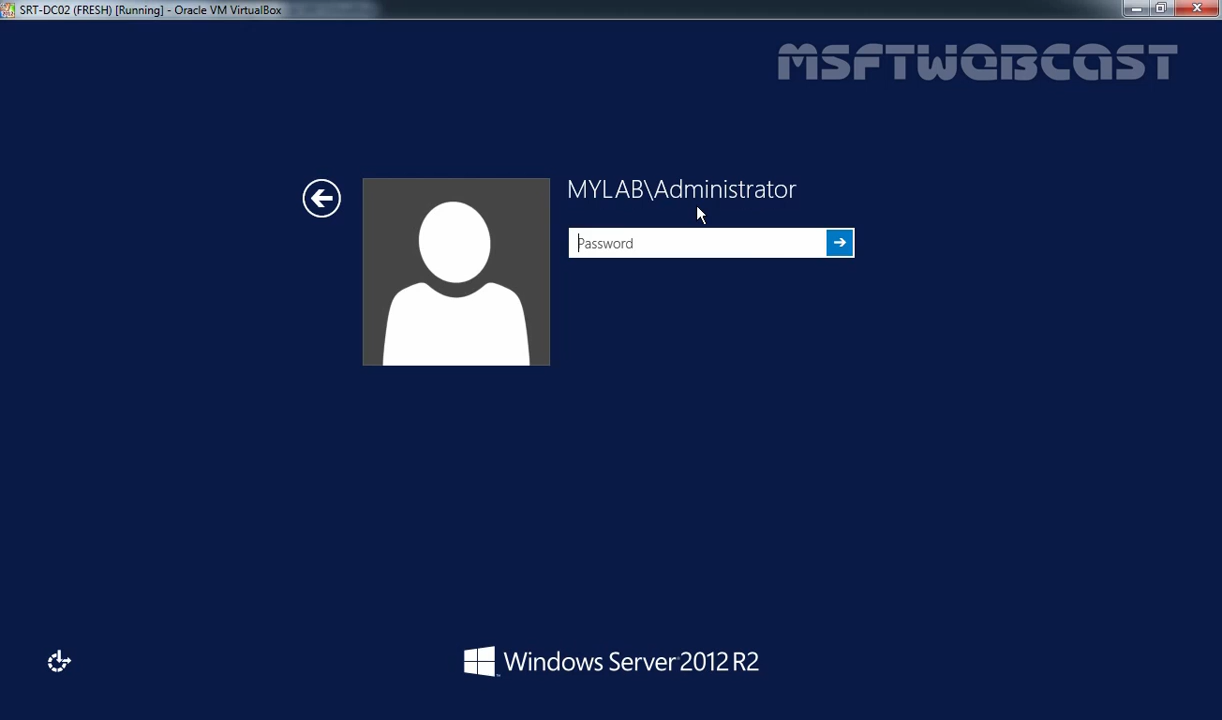 SRT-DC02 (FRESH) [Running] - Oracle VM VirtualBox
MSFTWEBCAST
MYLAB\Administrator
Password
Windows Server 2012 R2